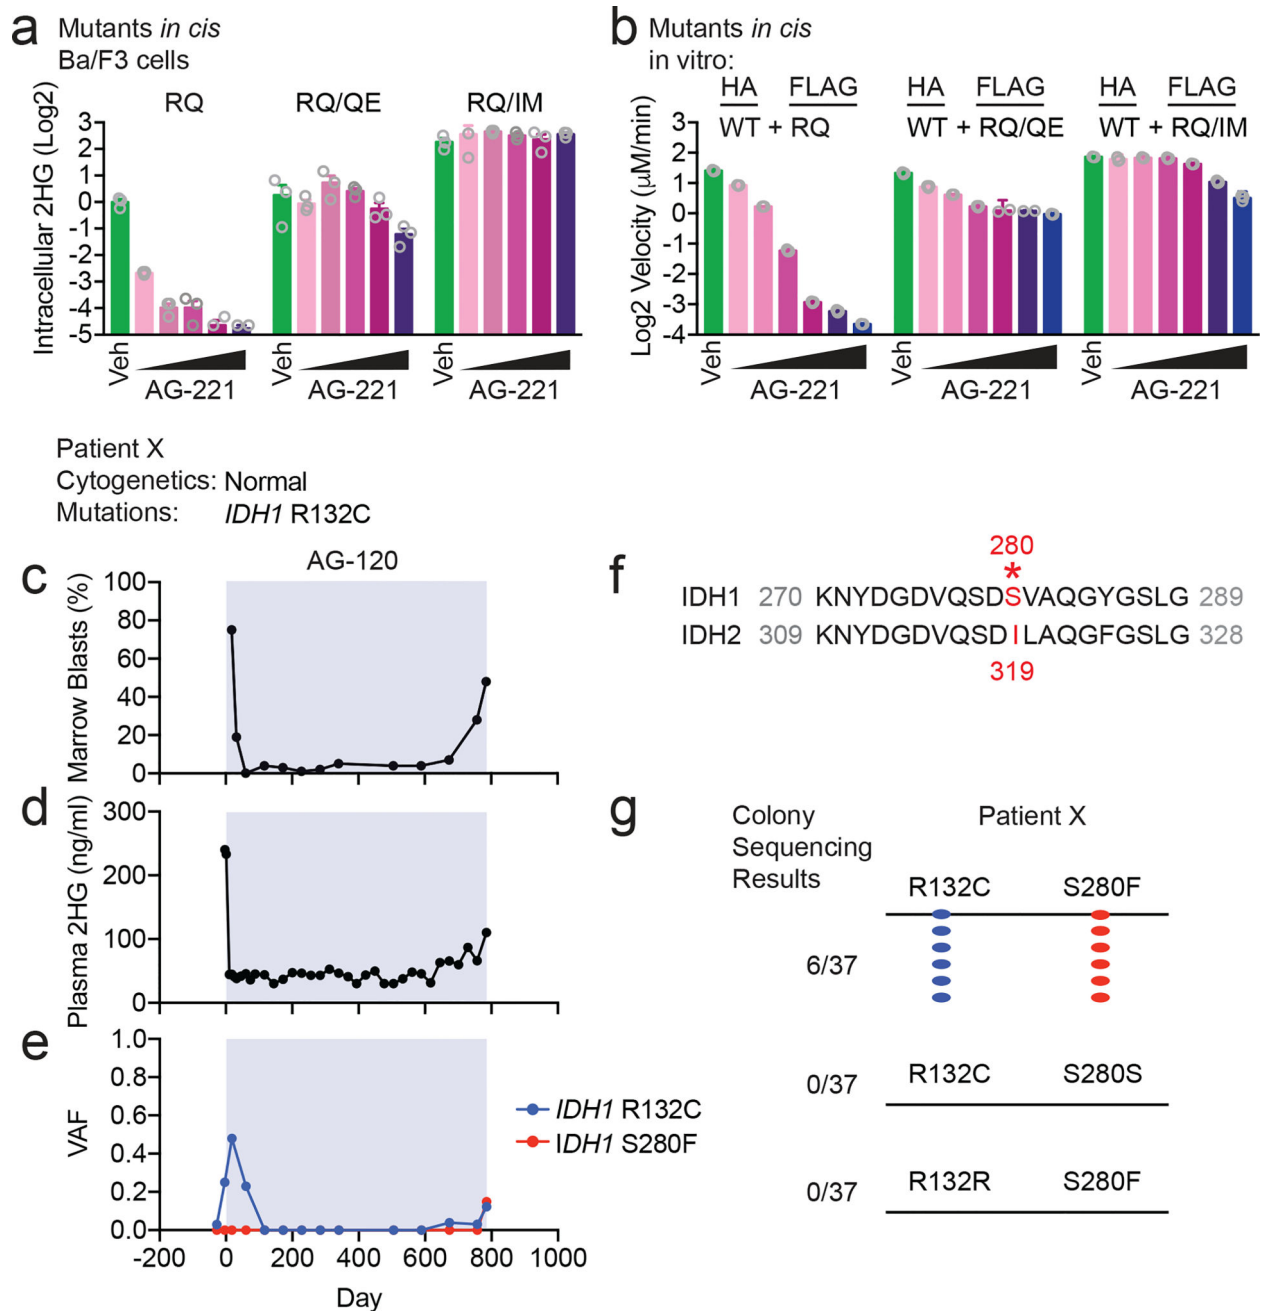 a Mutants in cis
Ba/F3 cells
RQ RQ/QE RQ/IM
Intracellular 2HG (Log2)
3
2
1
0
-1
-2
-3
-4
-5
Veh Veh Veh
AG-221 AG-221 AG-221
b Mutants in cis
in vitro:
HA FLAG HA FLAG HA FLAG
WT + RQ WT + RQ/QE WT + RQ/IM
Log2 Velocity (µM/min)
3
2
1
0
-1
-2
-3
-4
Veh Veh Veh
AG-221 AG-221 AG-221
Patient X
Cytogenetics: Normal
Mutations: IDH1 R132C
c AG-120
Marrow Blasts (%)
100
80
60
40
20
0
d
Plasma 2HG (ng/ml)
300
200
100
0
e
VAF
1.0
0.8
0.6
0.4
0.2
0.0
-200 0 200 400 600 800 1000
Day
IDH1 R132C
IDH1 S280F
f
280
*
IDH1 270 KNYDGDVQSDSVAQGYGSLG 289
IDH2 309 KNYDGDVQSDILAQGFGSLG 328
319
g Colony
Sequencing
Results
Patient X
R132C S280F
6/37
R132C S280S
0/37
R132R S280F
0/37